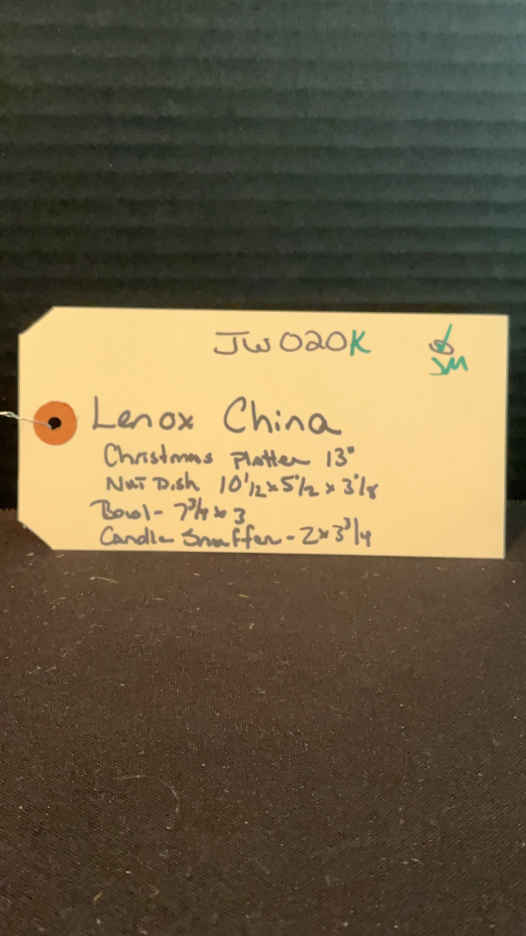 JW020K
JM
Lenox China
Christmas Platter 13"
Nut Dish 10 1/2 x 5 1/2 x 3 1/8
Bowl - 7 3/4 x 3
Candle Snuffer - 2 x 3 3/4